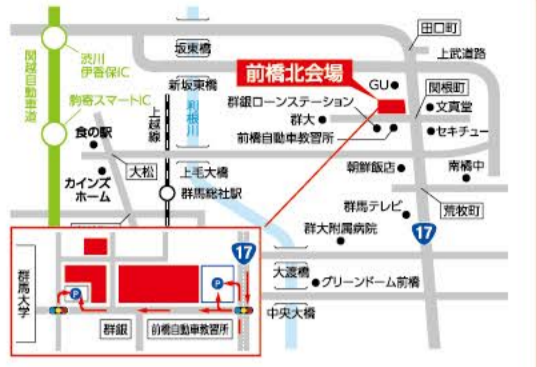 田口町
坂東橋
上武道路
渋川
伊香保IC
関越自動車道
新坂東橋
前橋北会場
GU
関根町
駒寄スマートIC
上越線
利根川
群銀ローンステーション
文真堂
食の駅
群大
前橋自動車教習所
セキチュー
大松
上毛大橋
朝鮮飯店
南橘中
カインズ
ホーム
群馬総社駅
荒牧町
群馬テレビ
17
群大附属病院
17
群馬大学
P
P
大渡橋
グリーンドーム前橋
群銀
前橋自動車教習所
中央大橋